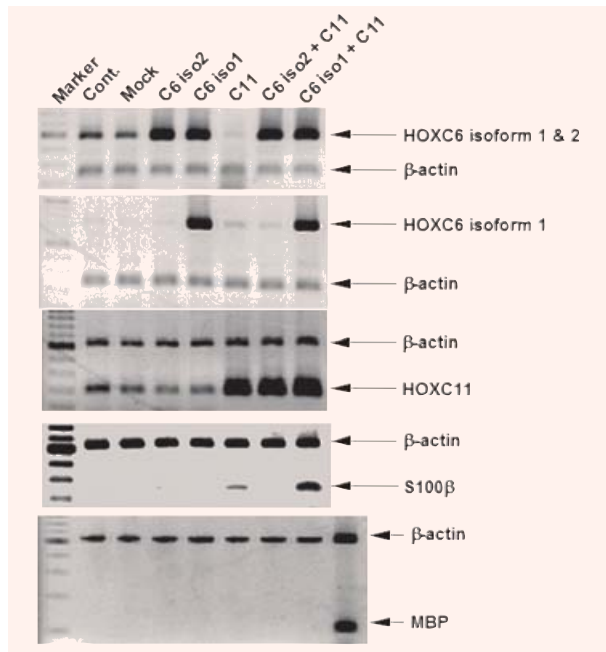 Marker
Cont.
Mock
C6 iso2
C6 iso1
C11
C6 iso2 + C11
C6 iso1 + C11
HOXC6 isoform 1 & 2
β-actin
HOXC6 isoform 1
β-actin
β-actin
HOXC11
β-actin
S100β
β-actin
MBP